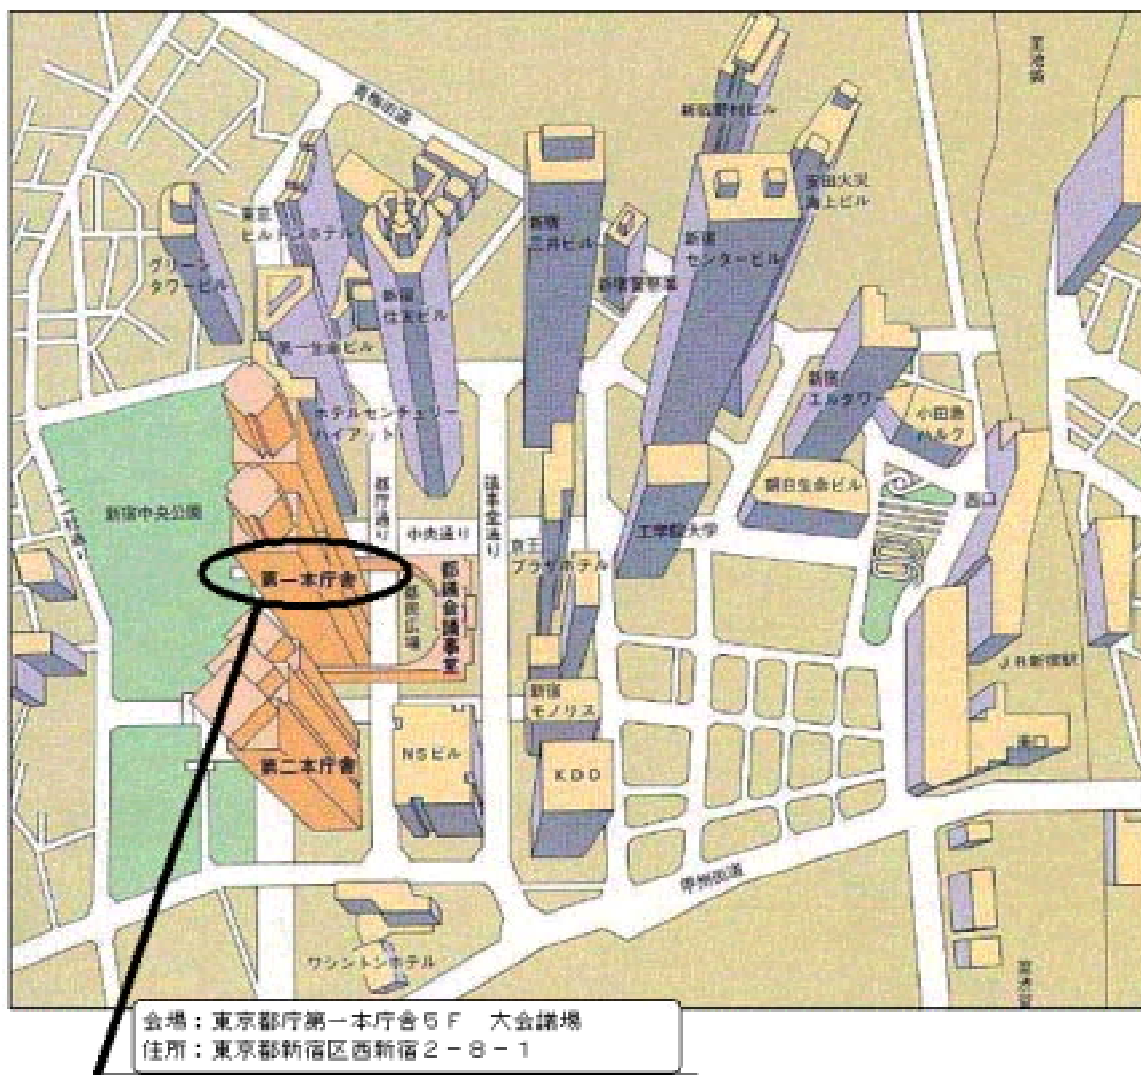 青梅街道
新宿野村ビル
安田火災
海上ビル
東京
ヒルトンホテル
グリーン
タワービル
新宿
三井ビル
新宿
センタービル
新宿警察署
新宿
住友ビル
第一生命ビル
ホテルセンチュリー
ハイアット
新宿
エルタワー
小田急
ハルク
朝日生命ビル
西口
工学院大学
新宿中央公園
都庁通り
議事堂通り
中央通り
京王
プラザホテル
第一本庁舎
都民広場
都議会議事堂
JR新宿駅
新宿
モノリス
NSビル
KDD
南口
第二本庁舎
甲州街道
ワシントンホテル
会場:東京都庁第一本庁舎5F 大会議場
住所:東京都新宿区西新宿2-8-1